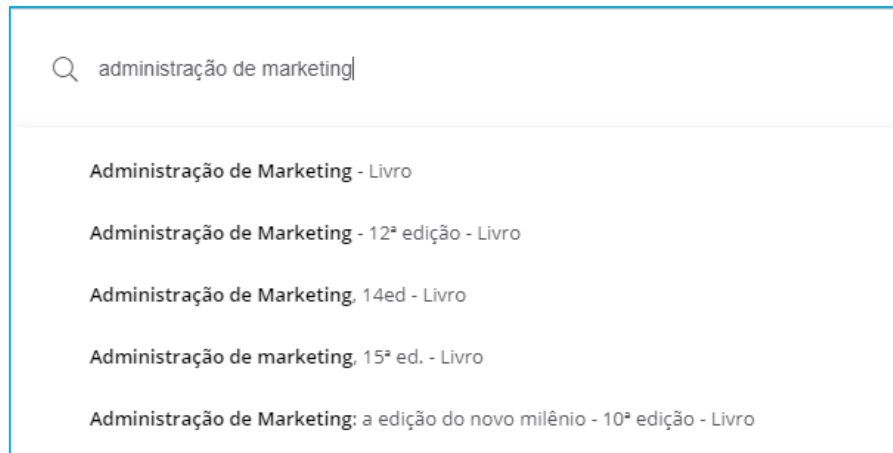 administração de marketing
Administração de Marketing - Livro
Administração de Marketing - 12ª edição - Livro
Administração de Marketing, 14ed - Livro
Administração de marketing, 15ª ed. - Livro
Administração de Marketing: a edição do novo milênio - 10ª edição - Livro